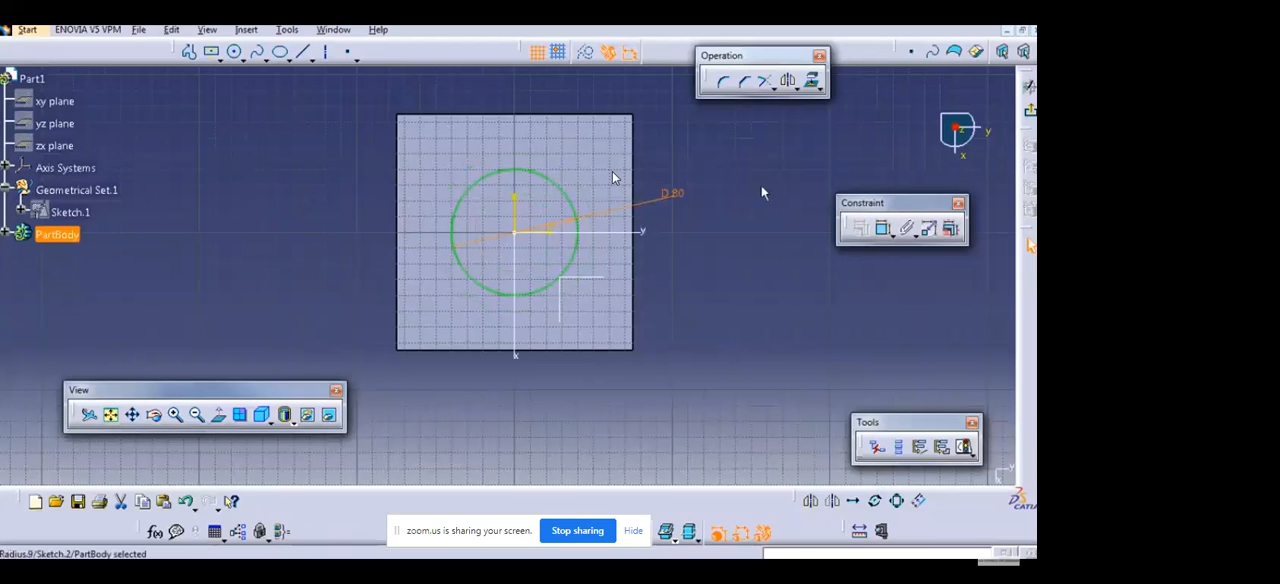 Start ENOVIA V5 VPM File Edit View Insert Tools Window Help
Operation
Part1
xy plane
yz plane
zx plane
Axis Systems
Geometrical Set.1
Sketch.1
PartBody
D 80
y
x
z
y
x
Constraint
View
Tools
f(x)
zoom.us is sharing your screen. Stop sharing Hide
Radius.9/Sketch.2/PartBody selected